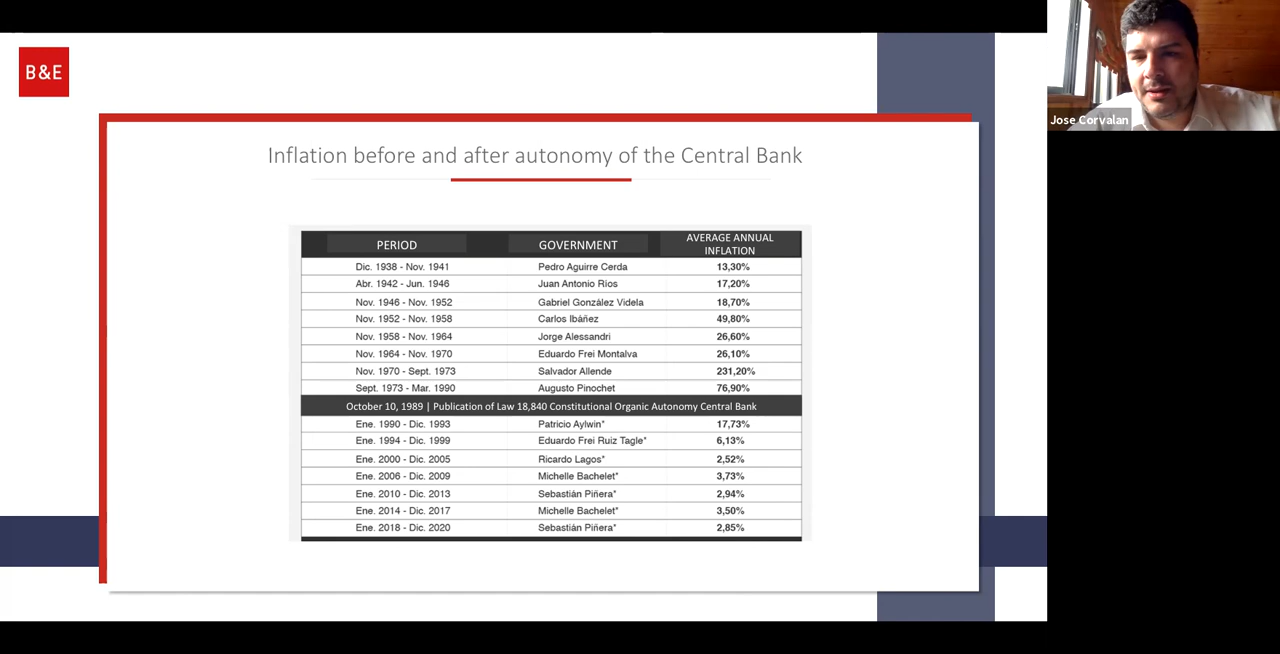 B&E
Jose Corvalan
Inflation before and after autonomy of the Central Bank
PERIOD GOVERNMENT AVERAGE ANNUAL INFLATION
Dic. 1938 - Nov. 1941 Pedro Aguirre Cerda 13,30%
Abr. 1942 - Jun. 1946 Juan Antonio Ríos 17,20%
Nov. 1946 - Nov. 1952 Gabriel González Videla 18,70%
Nov. 1952 - Nov. 1958 Carlos Ibáñez 49,80%
Nov. 1958 - Nov. 1964 Jorge Alessandri 26,60%
Nov. 1964 - Nov. 1970 Eduardo Frei Montalva 26,10%
Nov. 1970 - Sept. 1973 Salvador Allende 231,20%
Sept. 1973 - Mar. 1990 Augusto Pinochet 76,90%
October 10, 1989 | Publication of Law 18,840 Constitutional Organic Autonomy Central Bank
Ene. 1990 - Dic. 1993 Patricio Aylwin* 17,73%
Ene. 1994 - Dic. 1999 Eduardo Frei Ruiz Tagle* 6,13%
Ene. 2000 - Dic. 2005 Ricardo Lagos* 2,52%
Ene. 2006 - Dic. 2009 Michelle Bachelet* 3,73%
Ene. 2010 - Dic. 2013 Sebastián Piñera* 2,94%
Ene. 2014 - Dic. 2017 Michelle Bachelet* 3,50%
Ene. 2018 - Dic. 2020 Sebastián Piñera* 2,85%